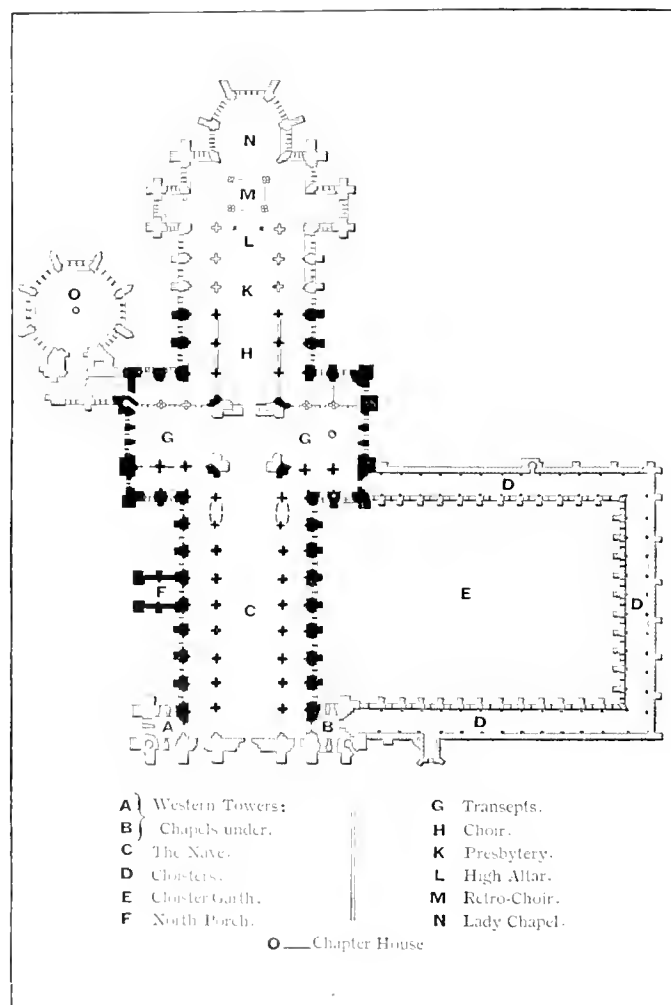 N
M
L
O
K
H
G G
D
F
E
C
D
A B
D
A } Western Towers:
B } Chapels under.
C The Nave.
D Cloisters.
E Cloister Garth.
F North Porch.
G Transepts.
H Choir.
K Presbytery.
L High Altar.
M Retro-Choir.
N Lady Chapel.
O Chapter House